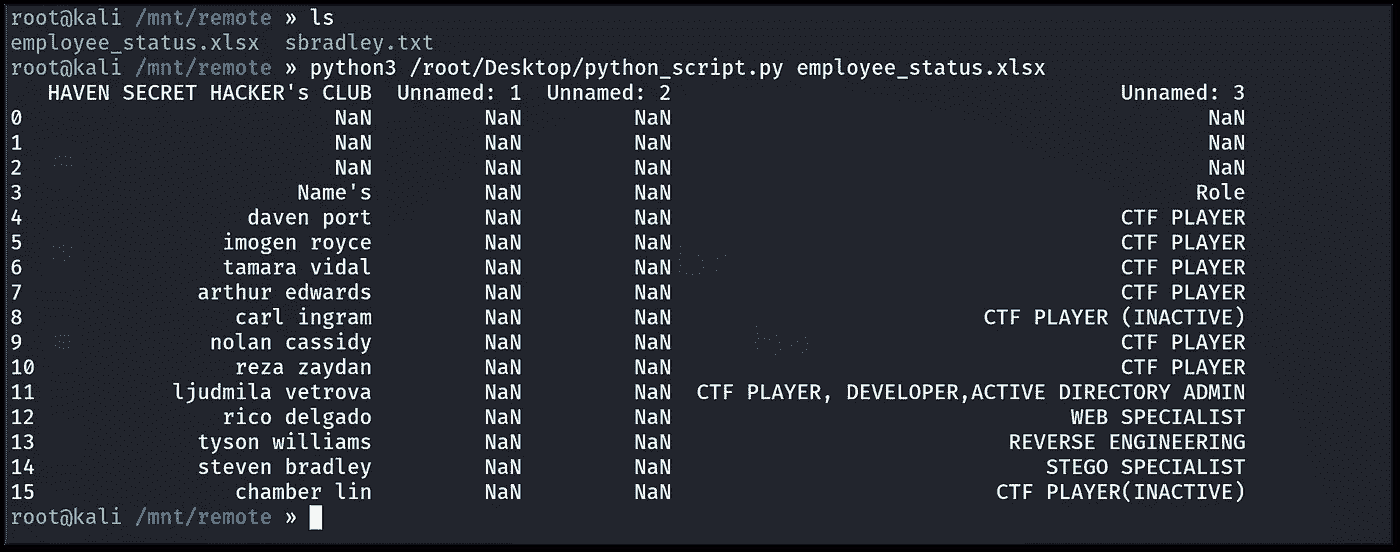 root@kali /mnt/remote » ls
employee_status.xlsx  sbradley.txt
root@kali /mnt/remote » python3 /root/Desktop/python_script.py employee_status.xlsx
   HAVEN SECRET HACKER's CLUB  Unnamed: 1  Unnamed: 2                                    Unnamed: 3
0                         NaN         NaN         NaN                                           NaN
1                         NaN         NaN         NaN                                           NaN
2                         NaN         NaN         NaN                                           NaN
3                      Name's         NaN         NaN                                          Role
4                  daven port         NaN         NaN                                    CTF PLAYER
5                imogen royce         NaN         NaN                                    CTF PLAYER
6                tamara vidal         NaN         NaN                                    CTF PLAYER
7              arthur edwards         NaN         NaN                                    CTF PLAYER
8                 carl ingram         NaN         NaN                         CTF PLAYER (INACTIVE)
9               nolan cassidy         NaN         NaN                                    CTF PLAYER
10                reza zaydan         NaN         NaN                                    CTF PLAYER
11           ljudmila vetrova         NaN         NaN  CTF PLAYER, DEVELOPER,ACTIVE DIRECTORY ADMIN
12               rico delgado         NaN         NaN                                WEB SPECIALIST
13             tyson williams         NaN         NaN                           REVERSE ENGINEERING
14             steven bradley         NaN         NaN                              STEGO SPECIALIST
15                chamber lin         NaN         NaN                          CTF PLAYER(INACTIVE)
root@kali /mnt/remote »